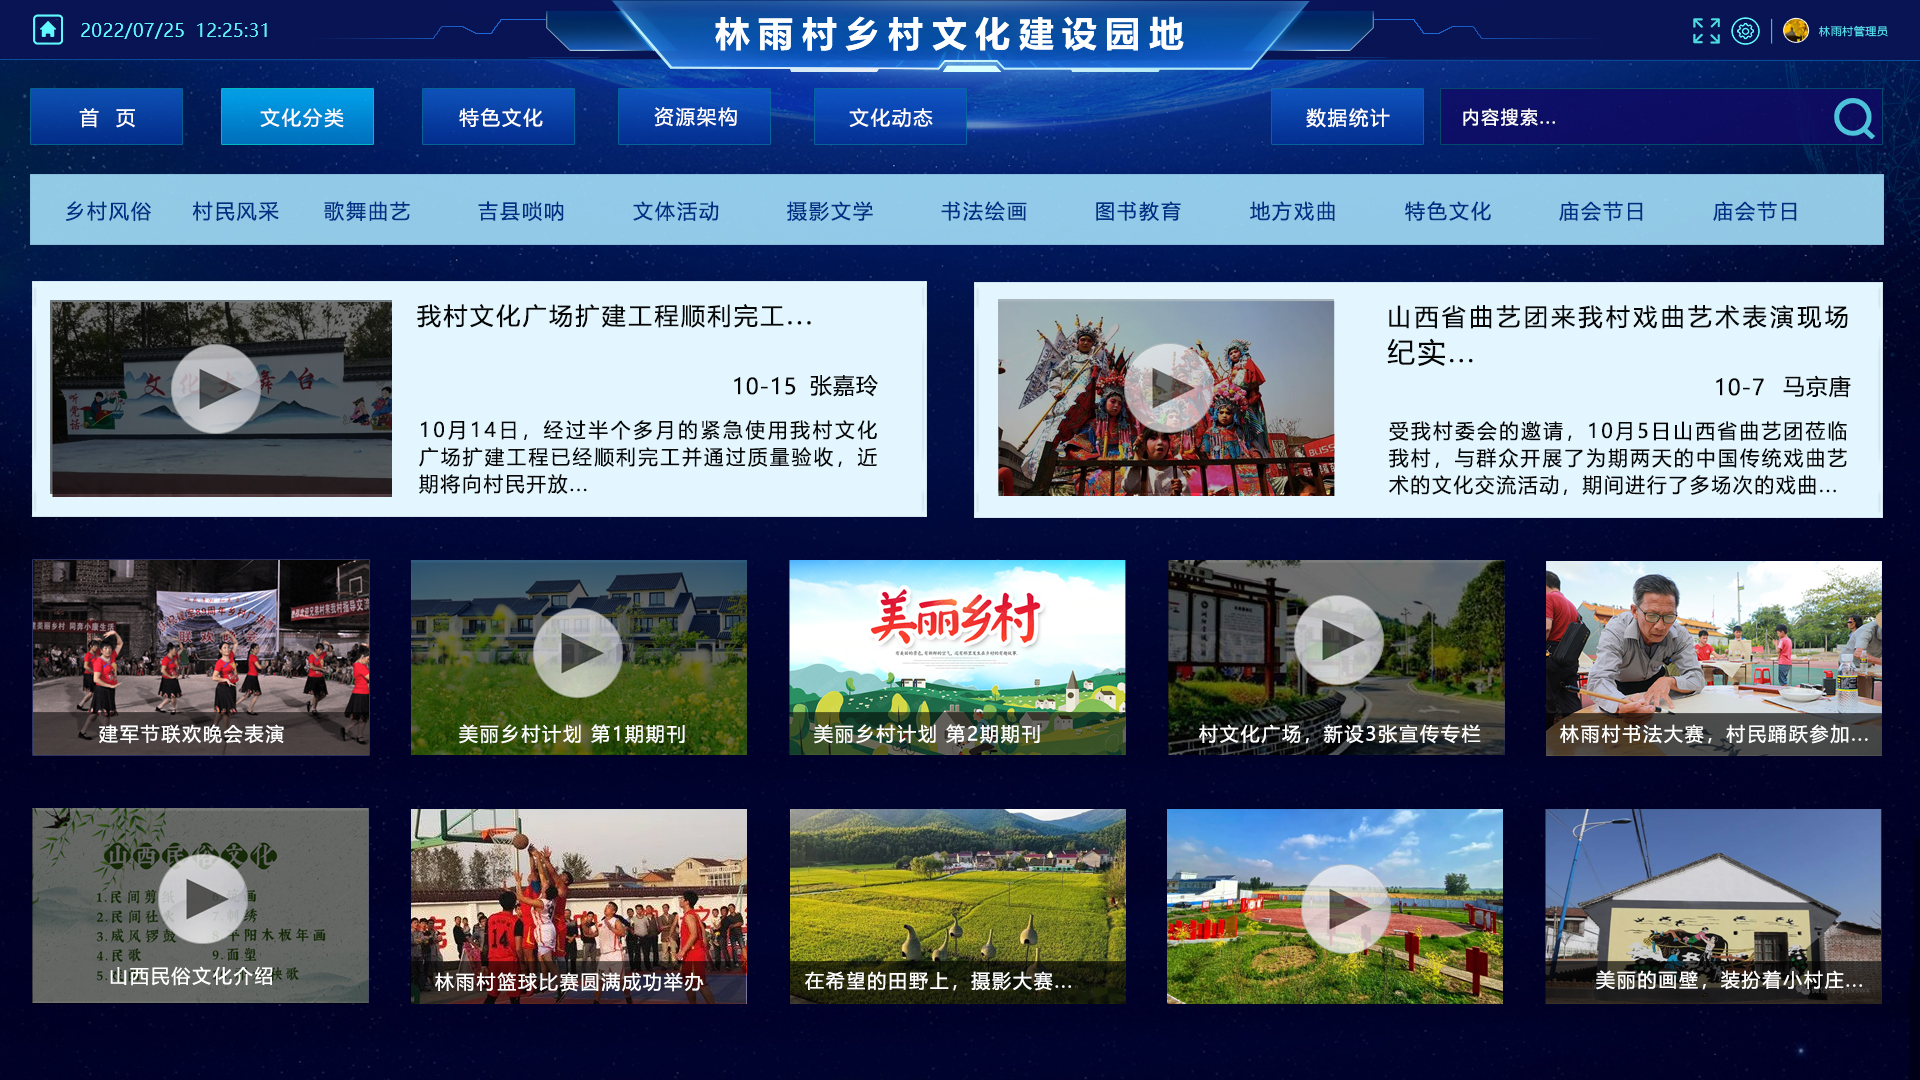 2022/07/25 12:25:31
林雨村乡村文化建设园地
林雨村管理员
首 页
文化分类
特色文化
资源架构
文化动态
数据统计
内容搜索...
乡村风俗
村民风采
歌舞曲艺
吉县唢呐
文体活动
摄影文学
书法绘画
图书教育
地方戏曲
特色文化
庙会节日
庙会节日
我村文化广场扩建工程顺利完工...
10-15 张嘉玲
10月14日，经过半个多月的紧急使用我村文化
广场扩建工程已经顺利完工并通过质量验收，近
期将向村民开放...
听党话
山西省曲艺团来我村戏曲艺术表演现场
纪实...
10-7 马京唐
受我村委会的邀请，10月5日山西省曲艺团莅临
我村，与群众开展了为期两天的中国传统戏曲艺
术的文化交流活动，期间进行了多场次的戏曲...
联欢晚会
建军节联欢晚会表演
美丽乡村计划 第1期期刊
美丽乡村
美丽乡村计划 第2期期刊
村文化广场，新设3张宣传专栏
林雨村书法大赛，村民踊跃参加...
山西民俗文化
1.民间剪纸
2.民间社火
3.威风锣鼓
4.民歌
7.刺绣
8.平阳木板年画
9.面塑
山西民俗文化介绍
14
林雨村篮球比赛圆满成功举办
在希望的田野上，摄影大赛...
美丽的画壁，装扮着小村庄...